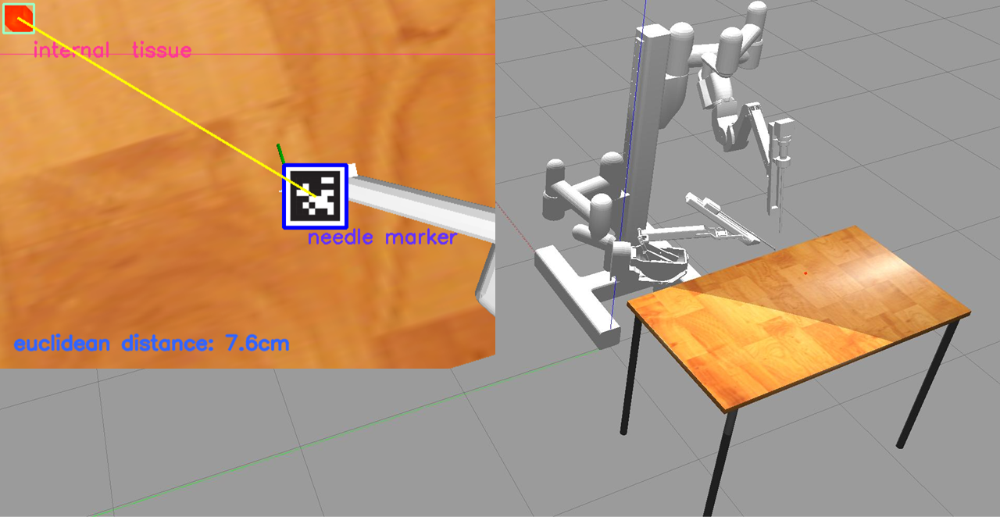 internal tissue
needle marker
euclidean distance: 7.6cm